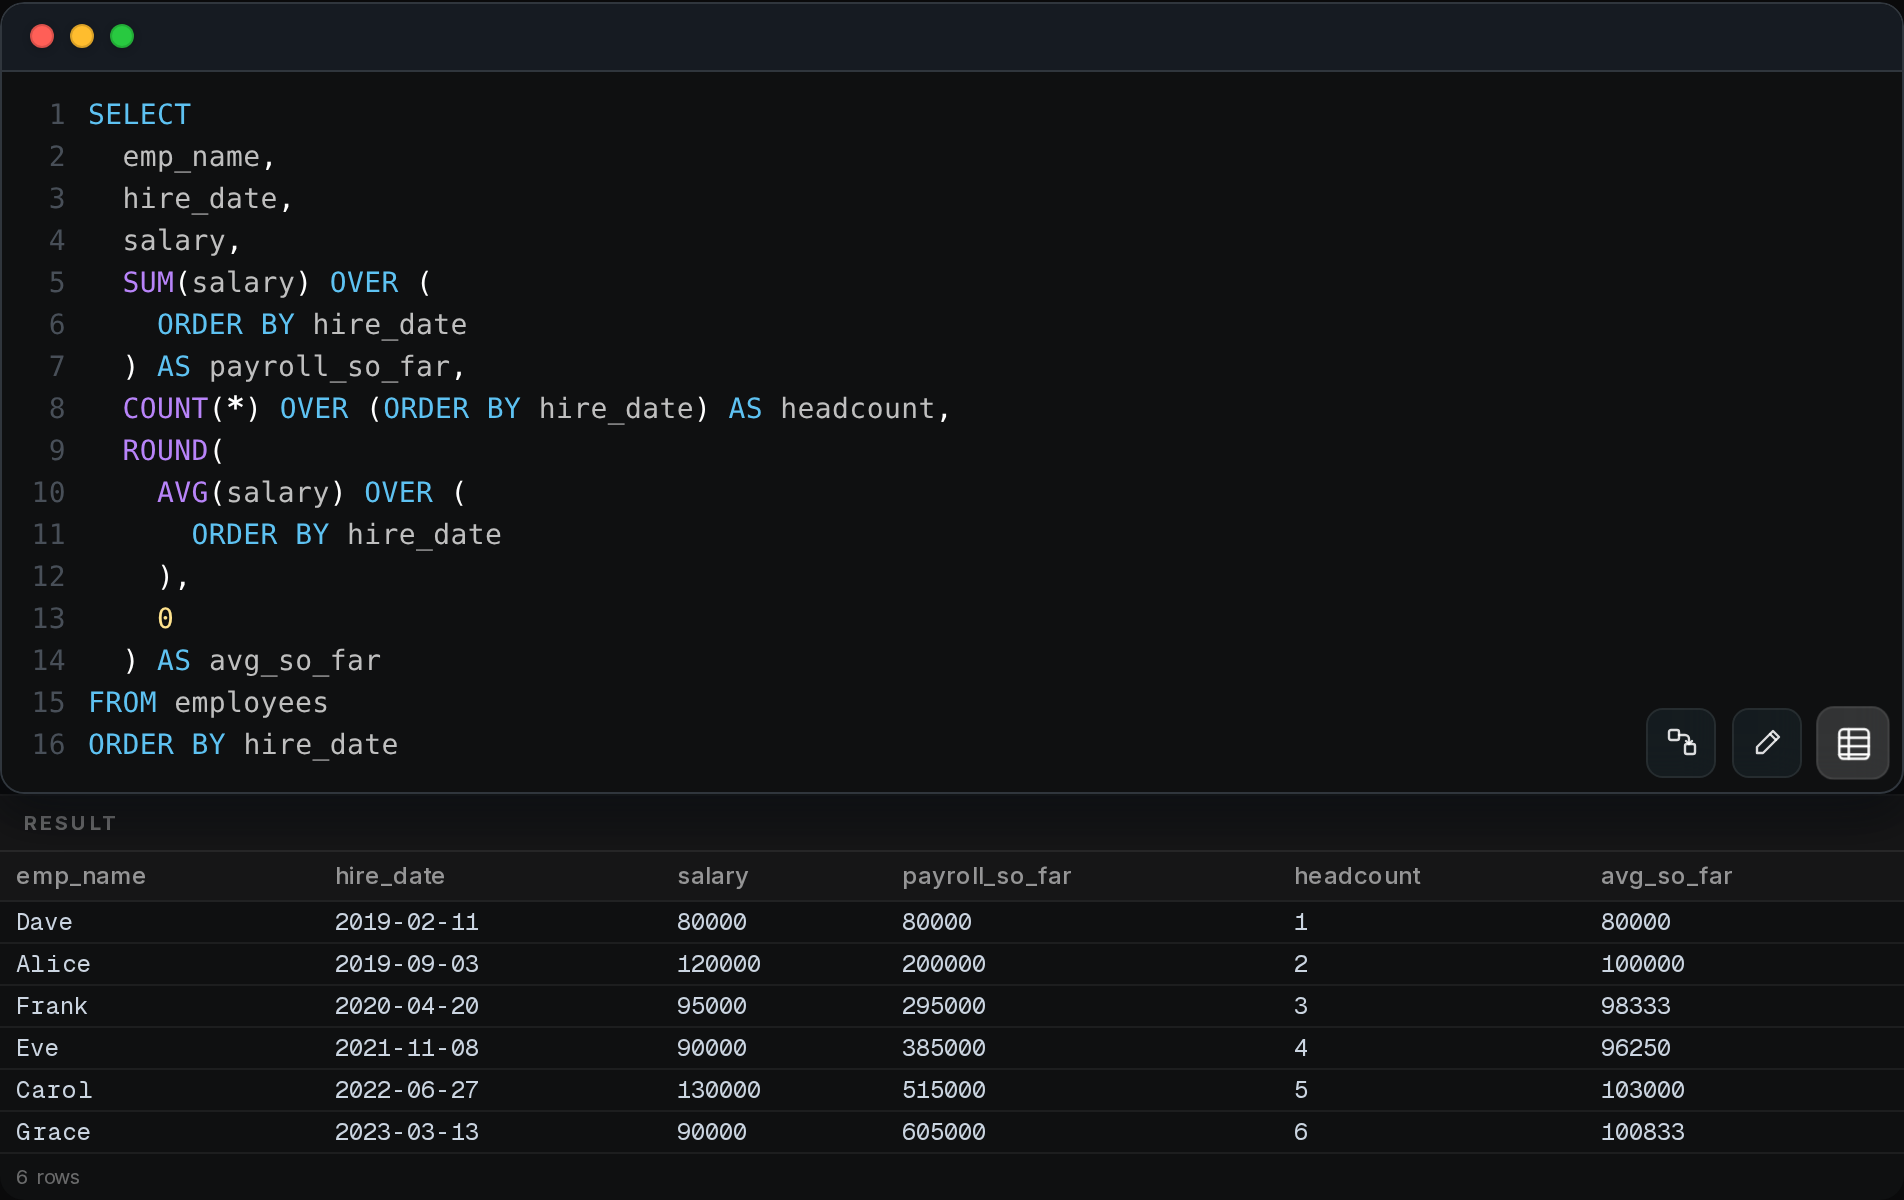 1 SELECT
2   emp_name,
3   hire_date,
4   salary,
5   SUM(salary) OVER (
6     ORDER BY hire_date
7   ) AS payroll_so_far,
8   COUNT(*) OVER (ORDER BY hire_date) AS headcount,
9   ROUND(
10     AVG(salary) OVER (
11       ORDER BY hire_date
12     ),
13     0
14   ) AS avg_so_far
15 FROM employees
16 ORDER BY hire_date
RESULT
emp_name hire_date salary payroll_so_far headcount avg_so_far
Dave 2019-02-11 80000 80000 1 80000
Alice 2019-09-03 120000 200000 2 100000
Frank 2020-04-20 95000 295000 3 98333
Eve 2021-11-08 90000 385000 4 96250
Carol 2022-06-27 130000 515000 5 103000
Grace 2023-03-13 90000 605000 6 100833
6 rows